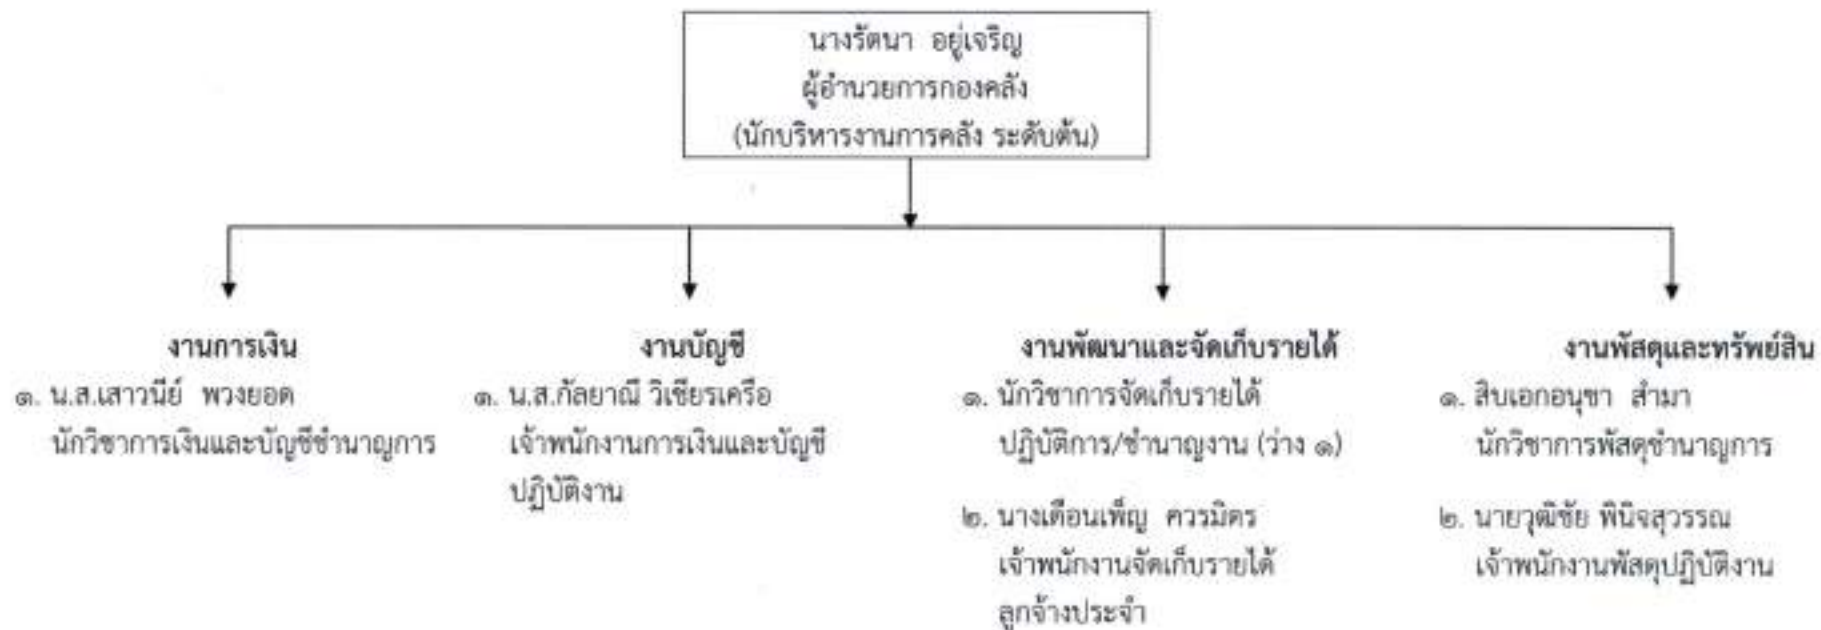 นางรัตนา อยู่เจริญ
ผู้อำนวยการกองคลัง
(นักบริหารงานการคลัง ระดับต้น)
งานการเงิน
๑. น.ส.เสาวนีย์ พวงยอด
นักวิชาการเงินและบัญชีชำนาญการ
งานบัญชี
๑. น.ส.กัลยาณี วิเชียรเครือ
เจ้าพนักงานการเงินและบัญชี
ปฏิบัติงาน
งานพัฒนาและจัดเก็บรายได้
๑. นักวิชาการจัดเก็บรายได้
ปฏิบัติการ/ชำนาญงาน (ว่าง ๑)
๒. นางเดือนเพ็ญ ควรมิตร
เจ้าพนักงานจัดเก็บรายได้
ลูกจ้างประจำ
งานพัสดุและทรัพย์สิน
๑. สิบเอกอนุชา สำมา
นักวิชาการพัสดุชำนาญการ
๒. นายวุฒิชัย พินิจสุวรรณ
เจ้าพนักงานพัสดุปฏิบัติงาน